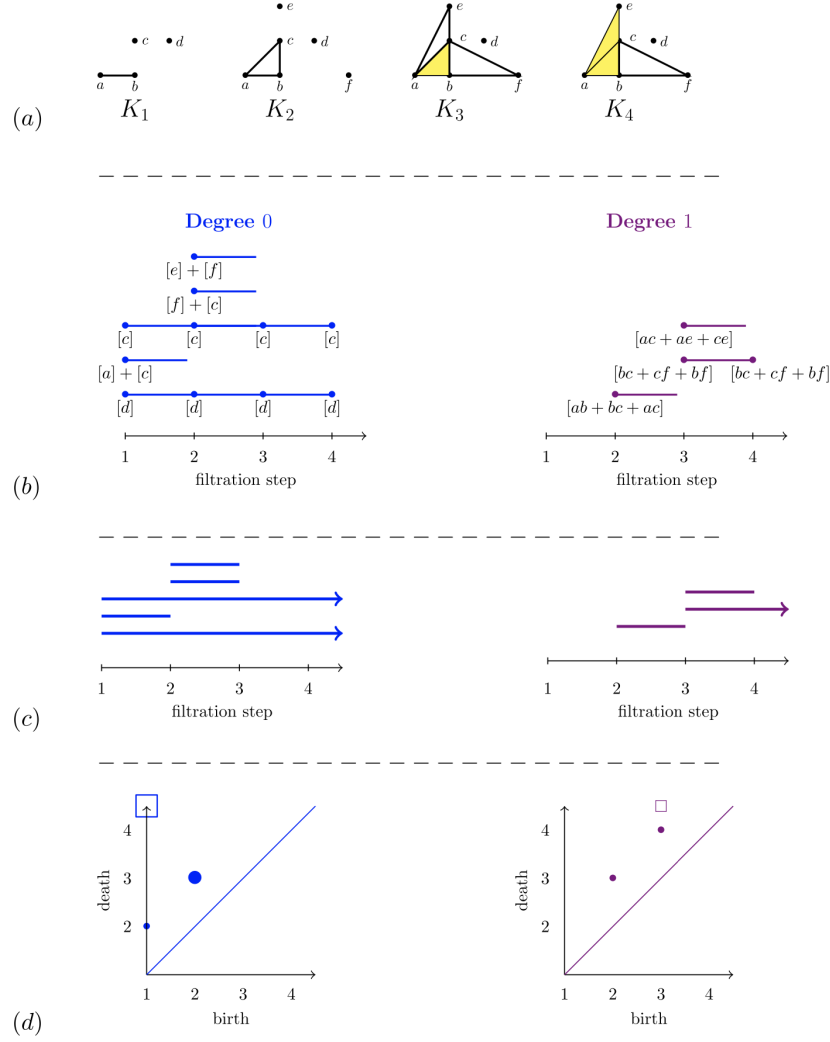 e e e
c d c d c d c d
a b a b f a b f a b f
K₁ K₂ K₃ K₄
(a)
Degree 0 Degree 1
[e] + [f]
[f] + [c]
[c] [c] [c] [c]
[a] + [c]
[d] [d] [d] [d]
1 2 3 4
filtration step
[ac + ae + ce]
[bc + cf + bf] [bc + cf + bf]
[ab + bc + ac]
1 2 3 4
filtration step
(b)
1 2 3 4
filtration step
1 2 3 4
filtration step
(c)
4
3
2
death
1 2 3 4
birth
4
3
2
death
1 2 3 4
birth
(d)